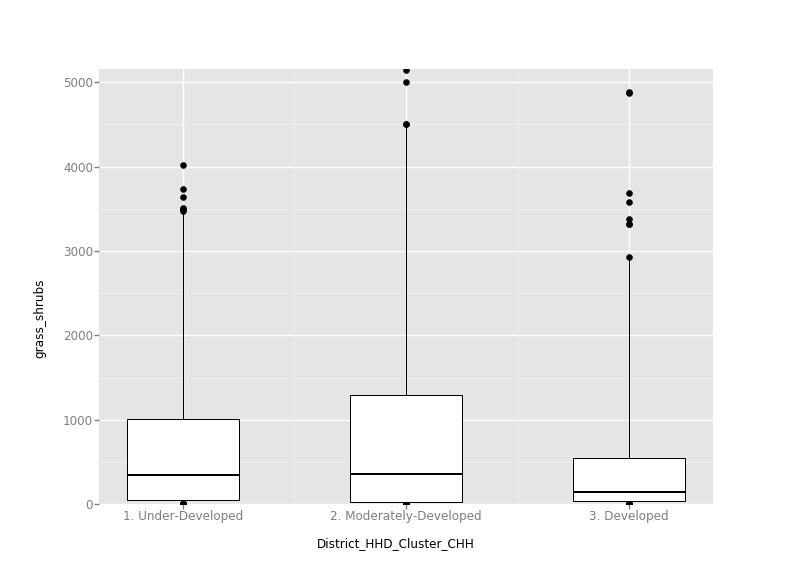 5000
4000
3000
2000
1000
0
grass_shrubs
1. Under-Developed
2. Moderately-Developed
3. Developed
District_HHD_Cluster_CHH